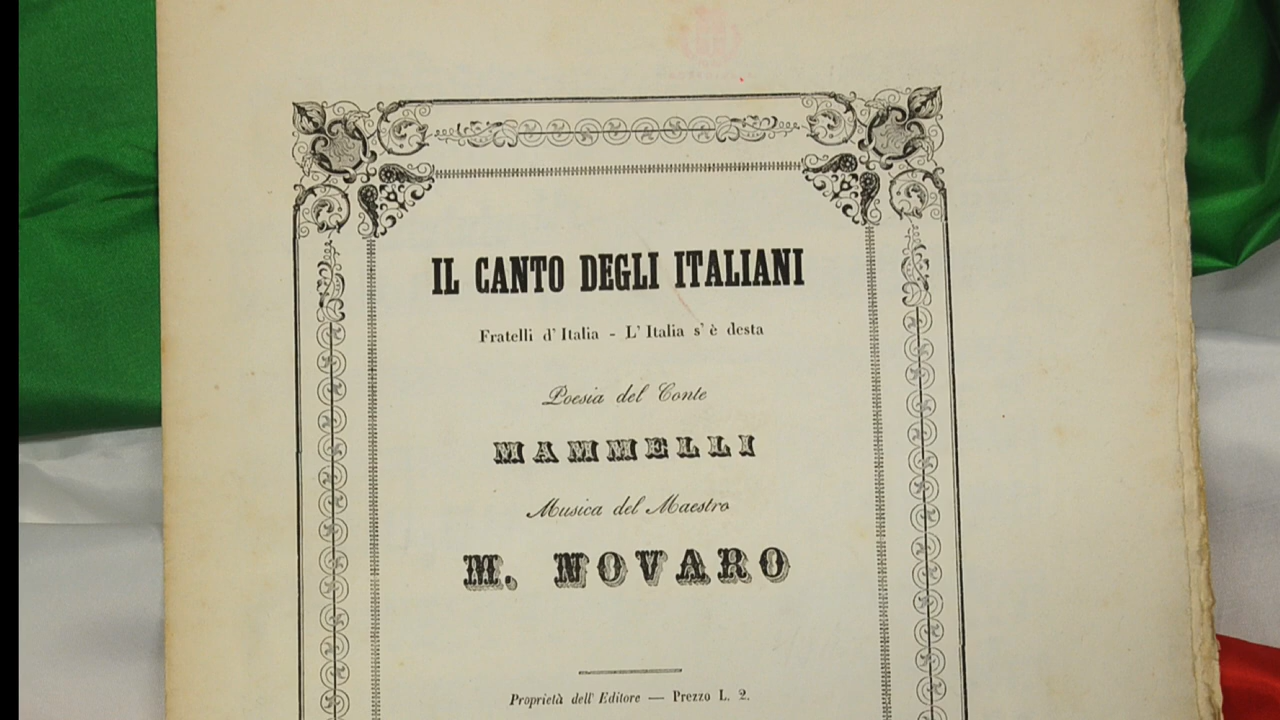 IL CANTO DEGLI ITALIANI
Fratelli d' Italia - L' Italia s' è desta
Poesia del Conte
MAMMELLI
Musica del Maestro
M. NOVARO
Proprietà dell' Editore — Prezzo L. 2.